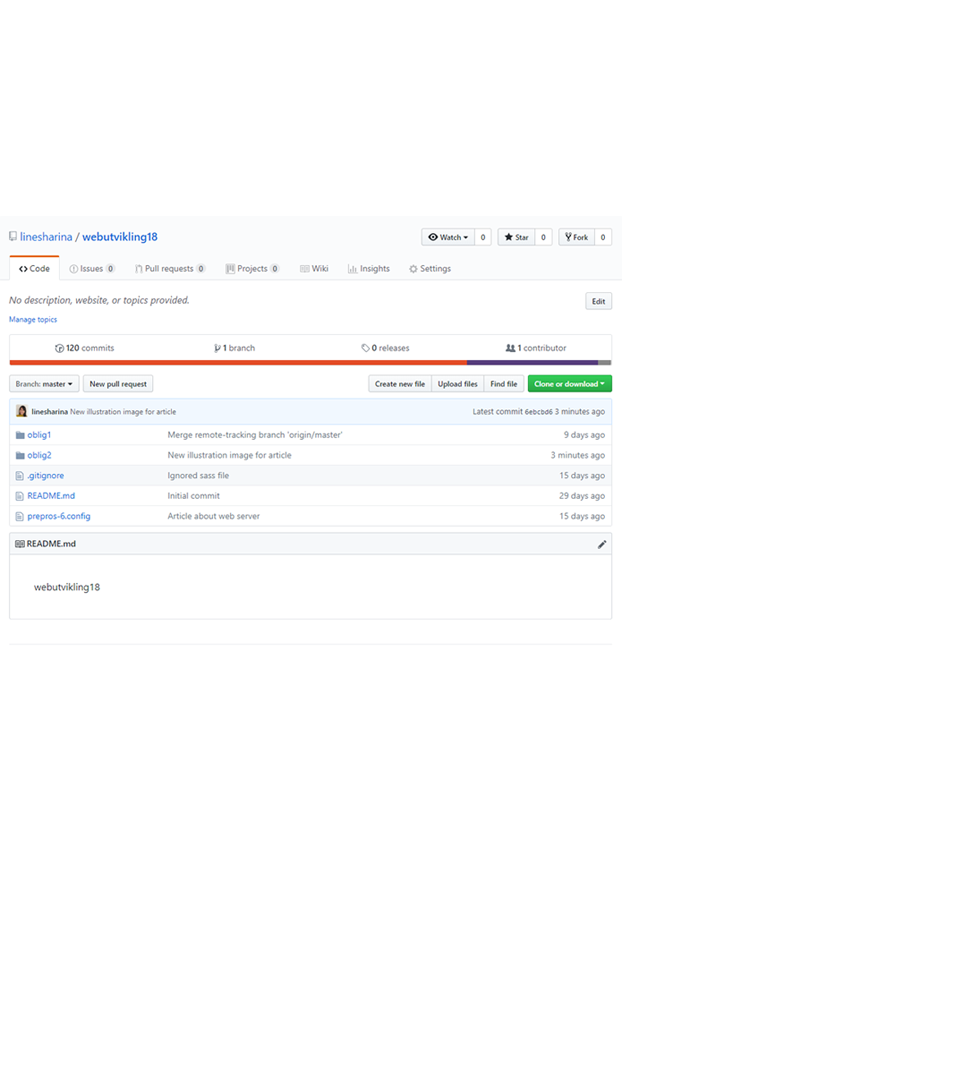 linesharina / webutvikling18 Watch 0 Star 0 Fork 0
Code Issues 0 Pull requests 0 Projects 0 Wiki Insights Settings
No description, website, or topics provided. Edit
Manage topics
120 commits 1 branch 0 releases 1 contributor
Branch: master New pull request Create new file Upload files Find file Clone or download
linesharina New illustration image for article Latest commit 6e0cbd6 3 minutes ago
oblig1 Merge remote-tracking branch 'origin/master' 9 days ago
oblig2 New illustration image for article 3 minutes ago
.gitignore Ignored sass file 15 days ago
README.md Initial commit 29 days ago
prepros-6.config Article about web server 15 days ago
README.md
webutvikling18